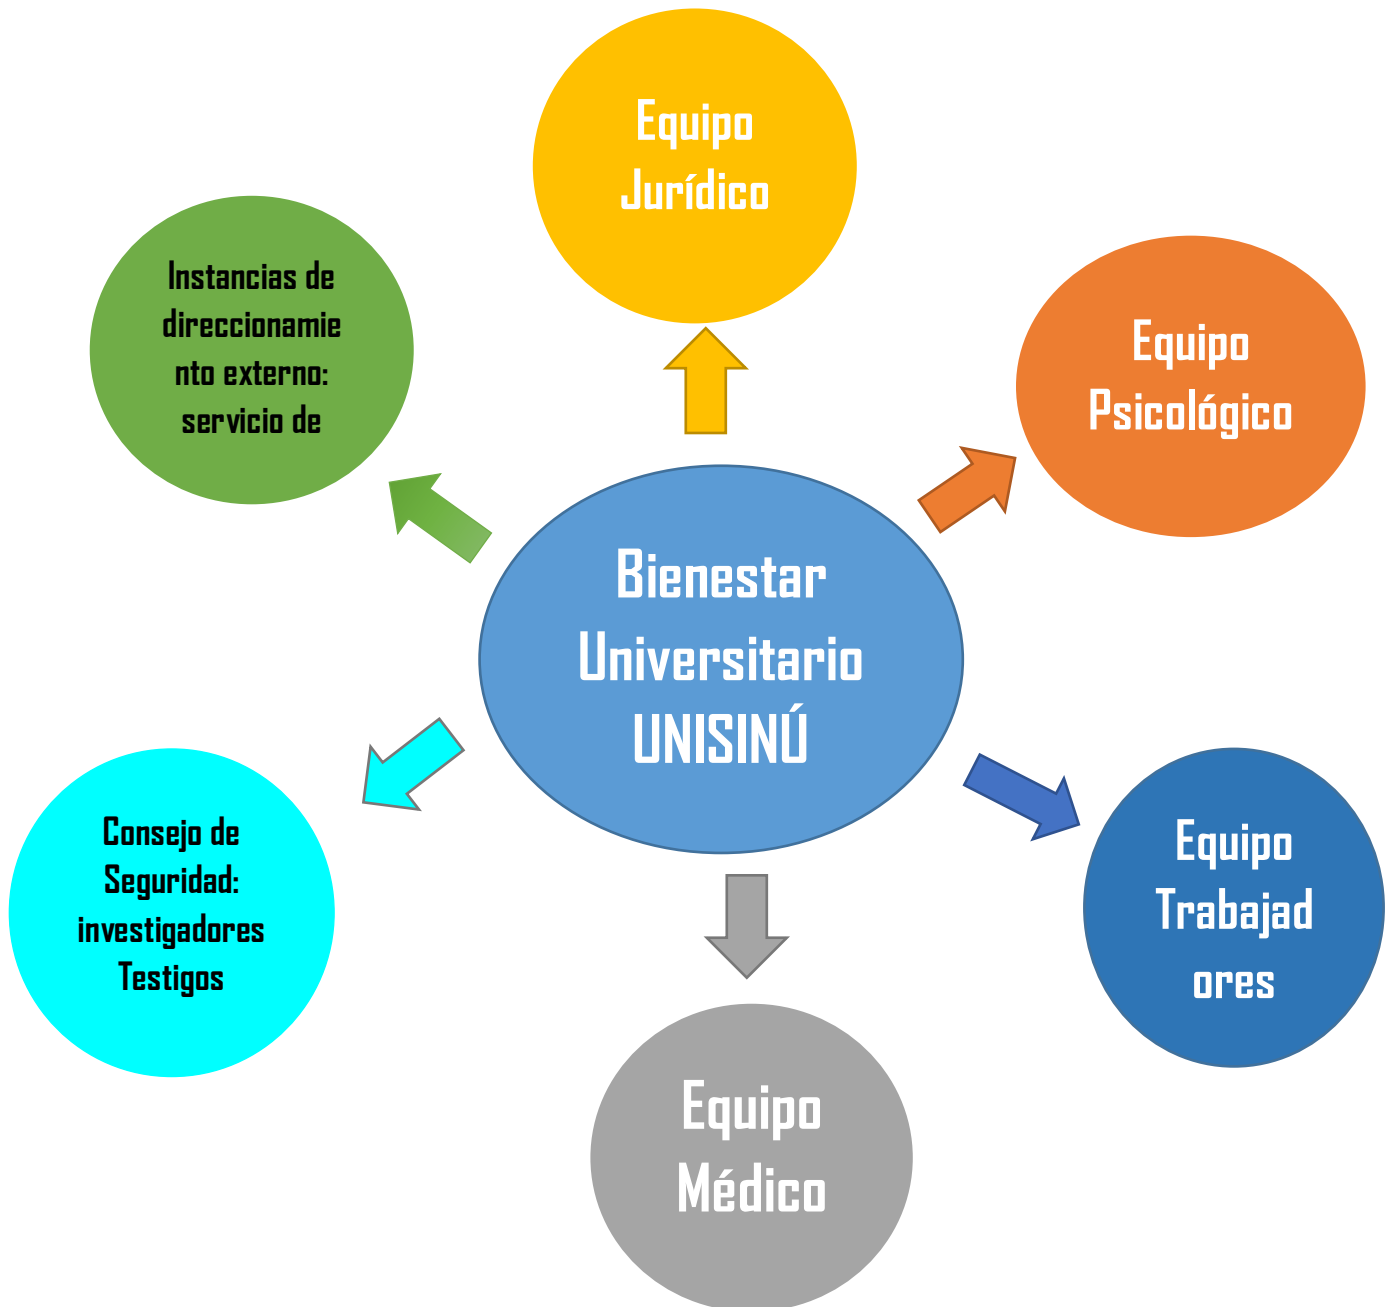 Equipo
Jurídico
Instancias de
direccionamie
nto externo:
servicio de
Equipo
Psicológico
Bienestar
Universitario
UNISINÚ
Consejo de
Seguridad:
investigadores
Testigos
Equipo
Trabajad
ores
Equipo
Médico